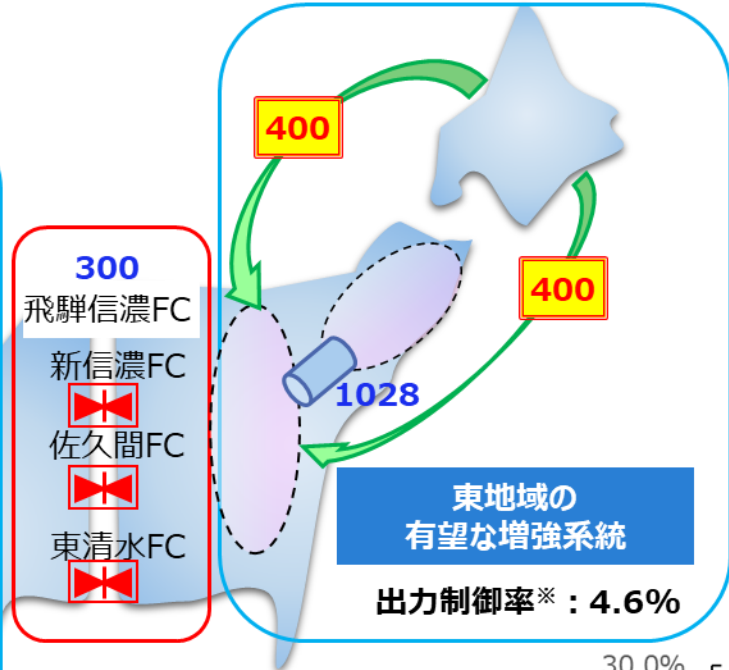 400
300
飛騨信濃FC
新信濃FC
佐久間FC
東清水FC
400
1028
東地域の
有望な増強系統
出力制御率※：4.6%
30.0%
5